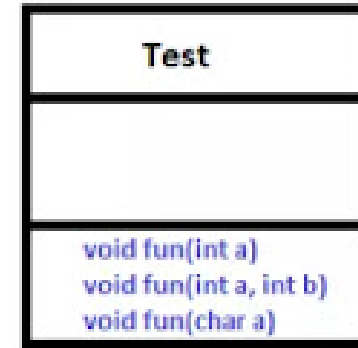 Test
void fun(int a)
void fun(int a, int b)
void fun(char a)